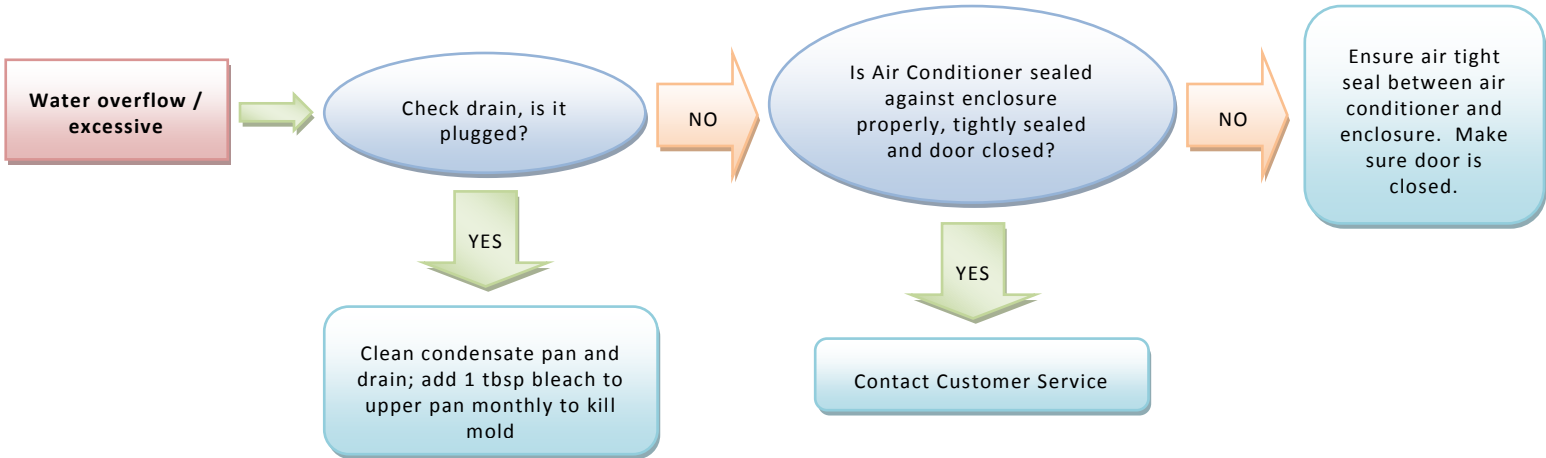 Water overflow /
excessive
Check drain, is it
plugged?
NO
Is Air Conditioner sealed
against enclosure
properly, tightly sealed
and door closed?
NO
Ensure air tight
seal between air
conditioner and
enclosure.  Make
sure door is
closed.
YES
Clean condensate pan and
drain; add 1 tbsp bleach to
upper pan monthly to kill
mold
YES
Contact Customer Service